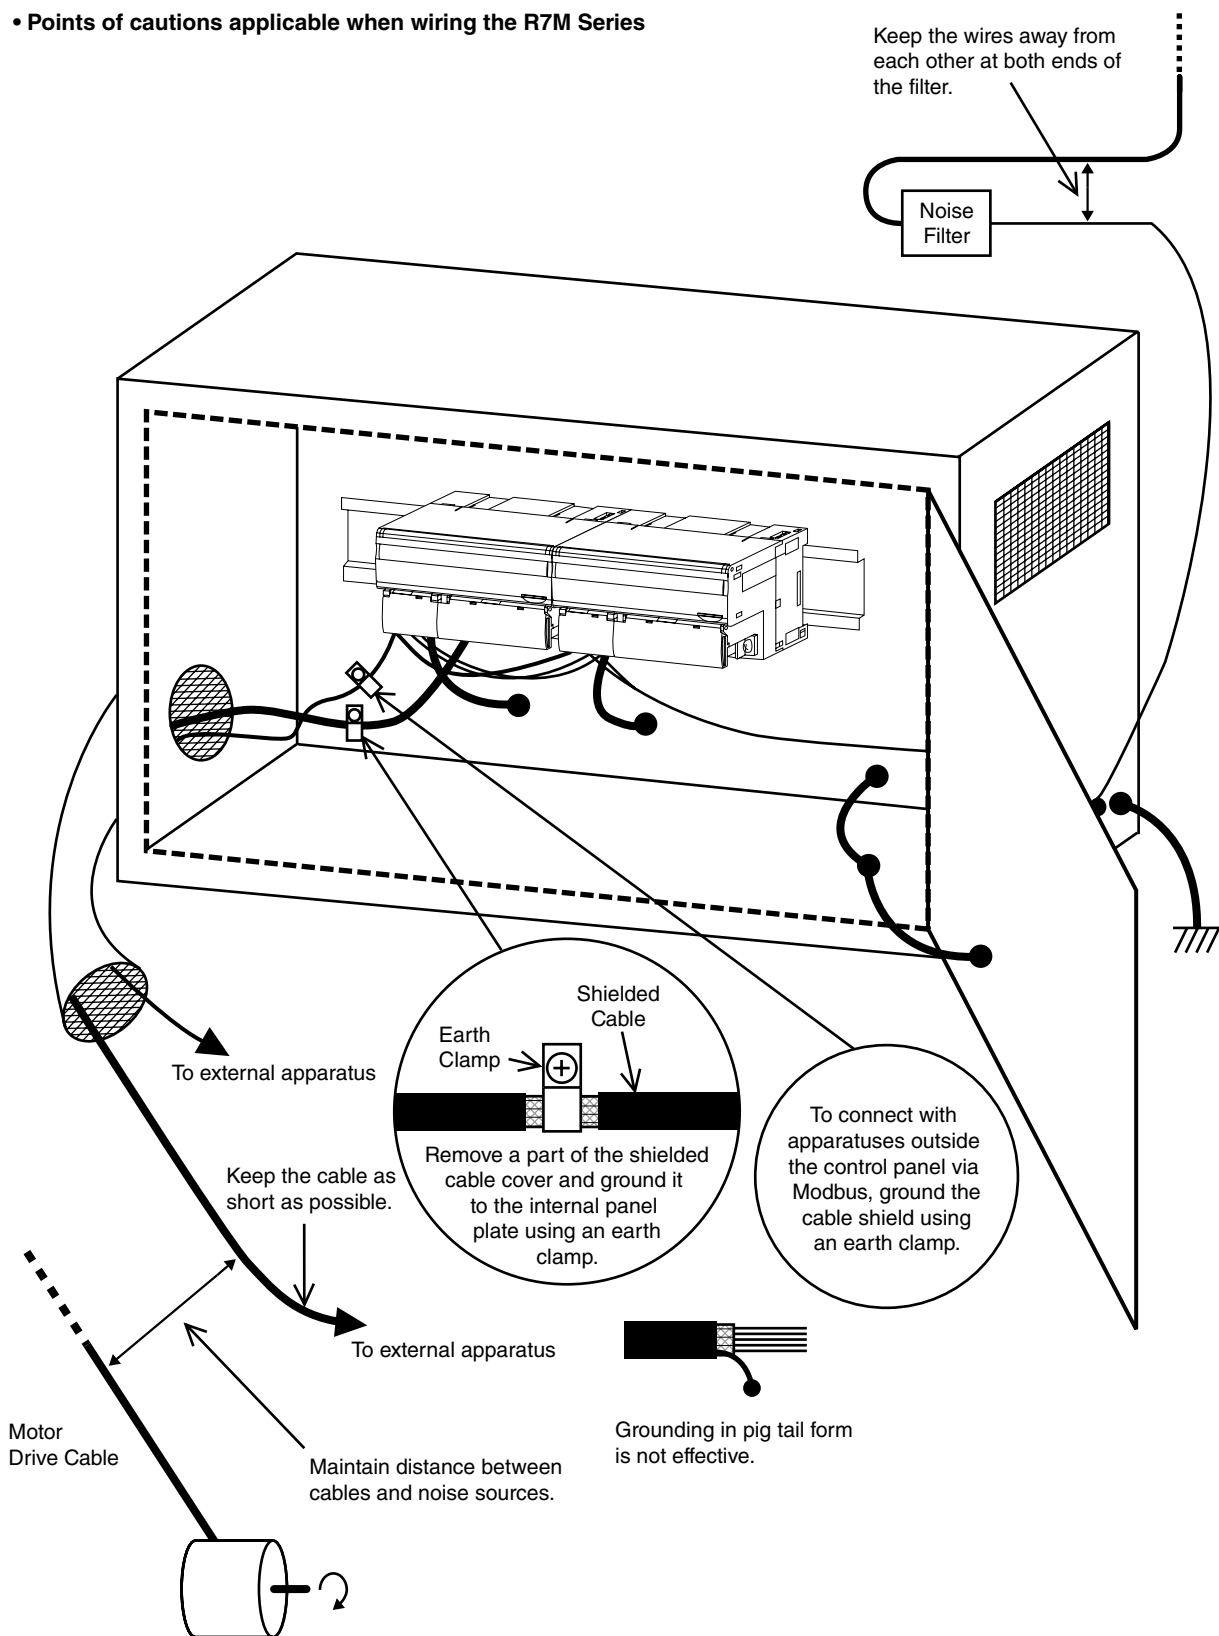 • Points of cautions applicable when wiring the R7M Series
Keep the wires away from
each other at both ends of
the filter.
Noise
Filter
Shielded
Cable
Earth
Clamp
To external apparatus
Remove a part of the shielded
cable cover and ground it
to the internal panel
plate using an earth
clamp.
To connect with
apparatuses outside
the control panel via
Modbus, ground the
cable shield using
an earth clamp.
Keep the cable as
short as possible.
To external apparatus
Grounding in pig tail form
is not effective.
Motor
Drive Cable
Maintain distance between
cables and noise sources.